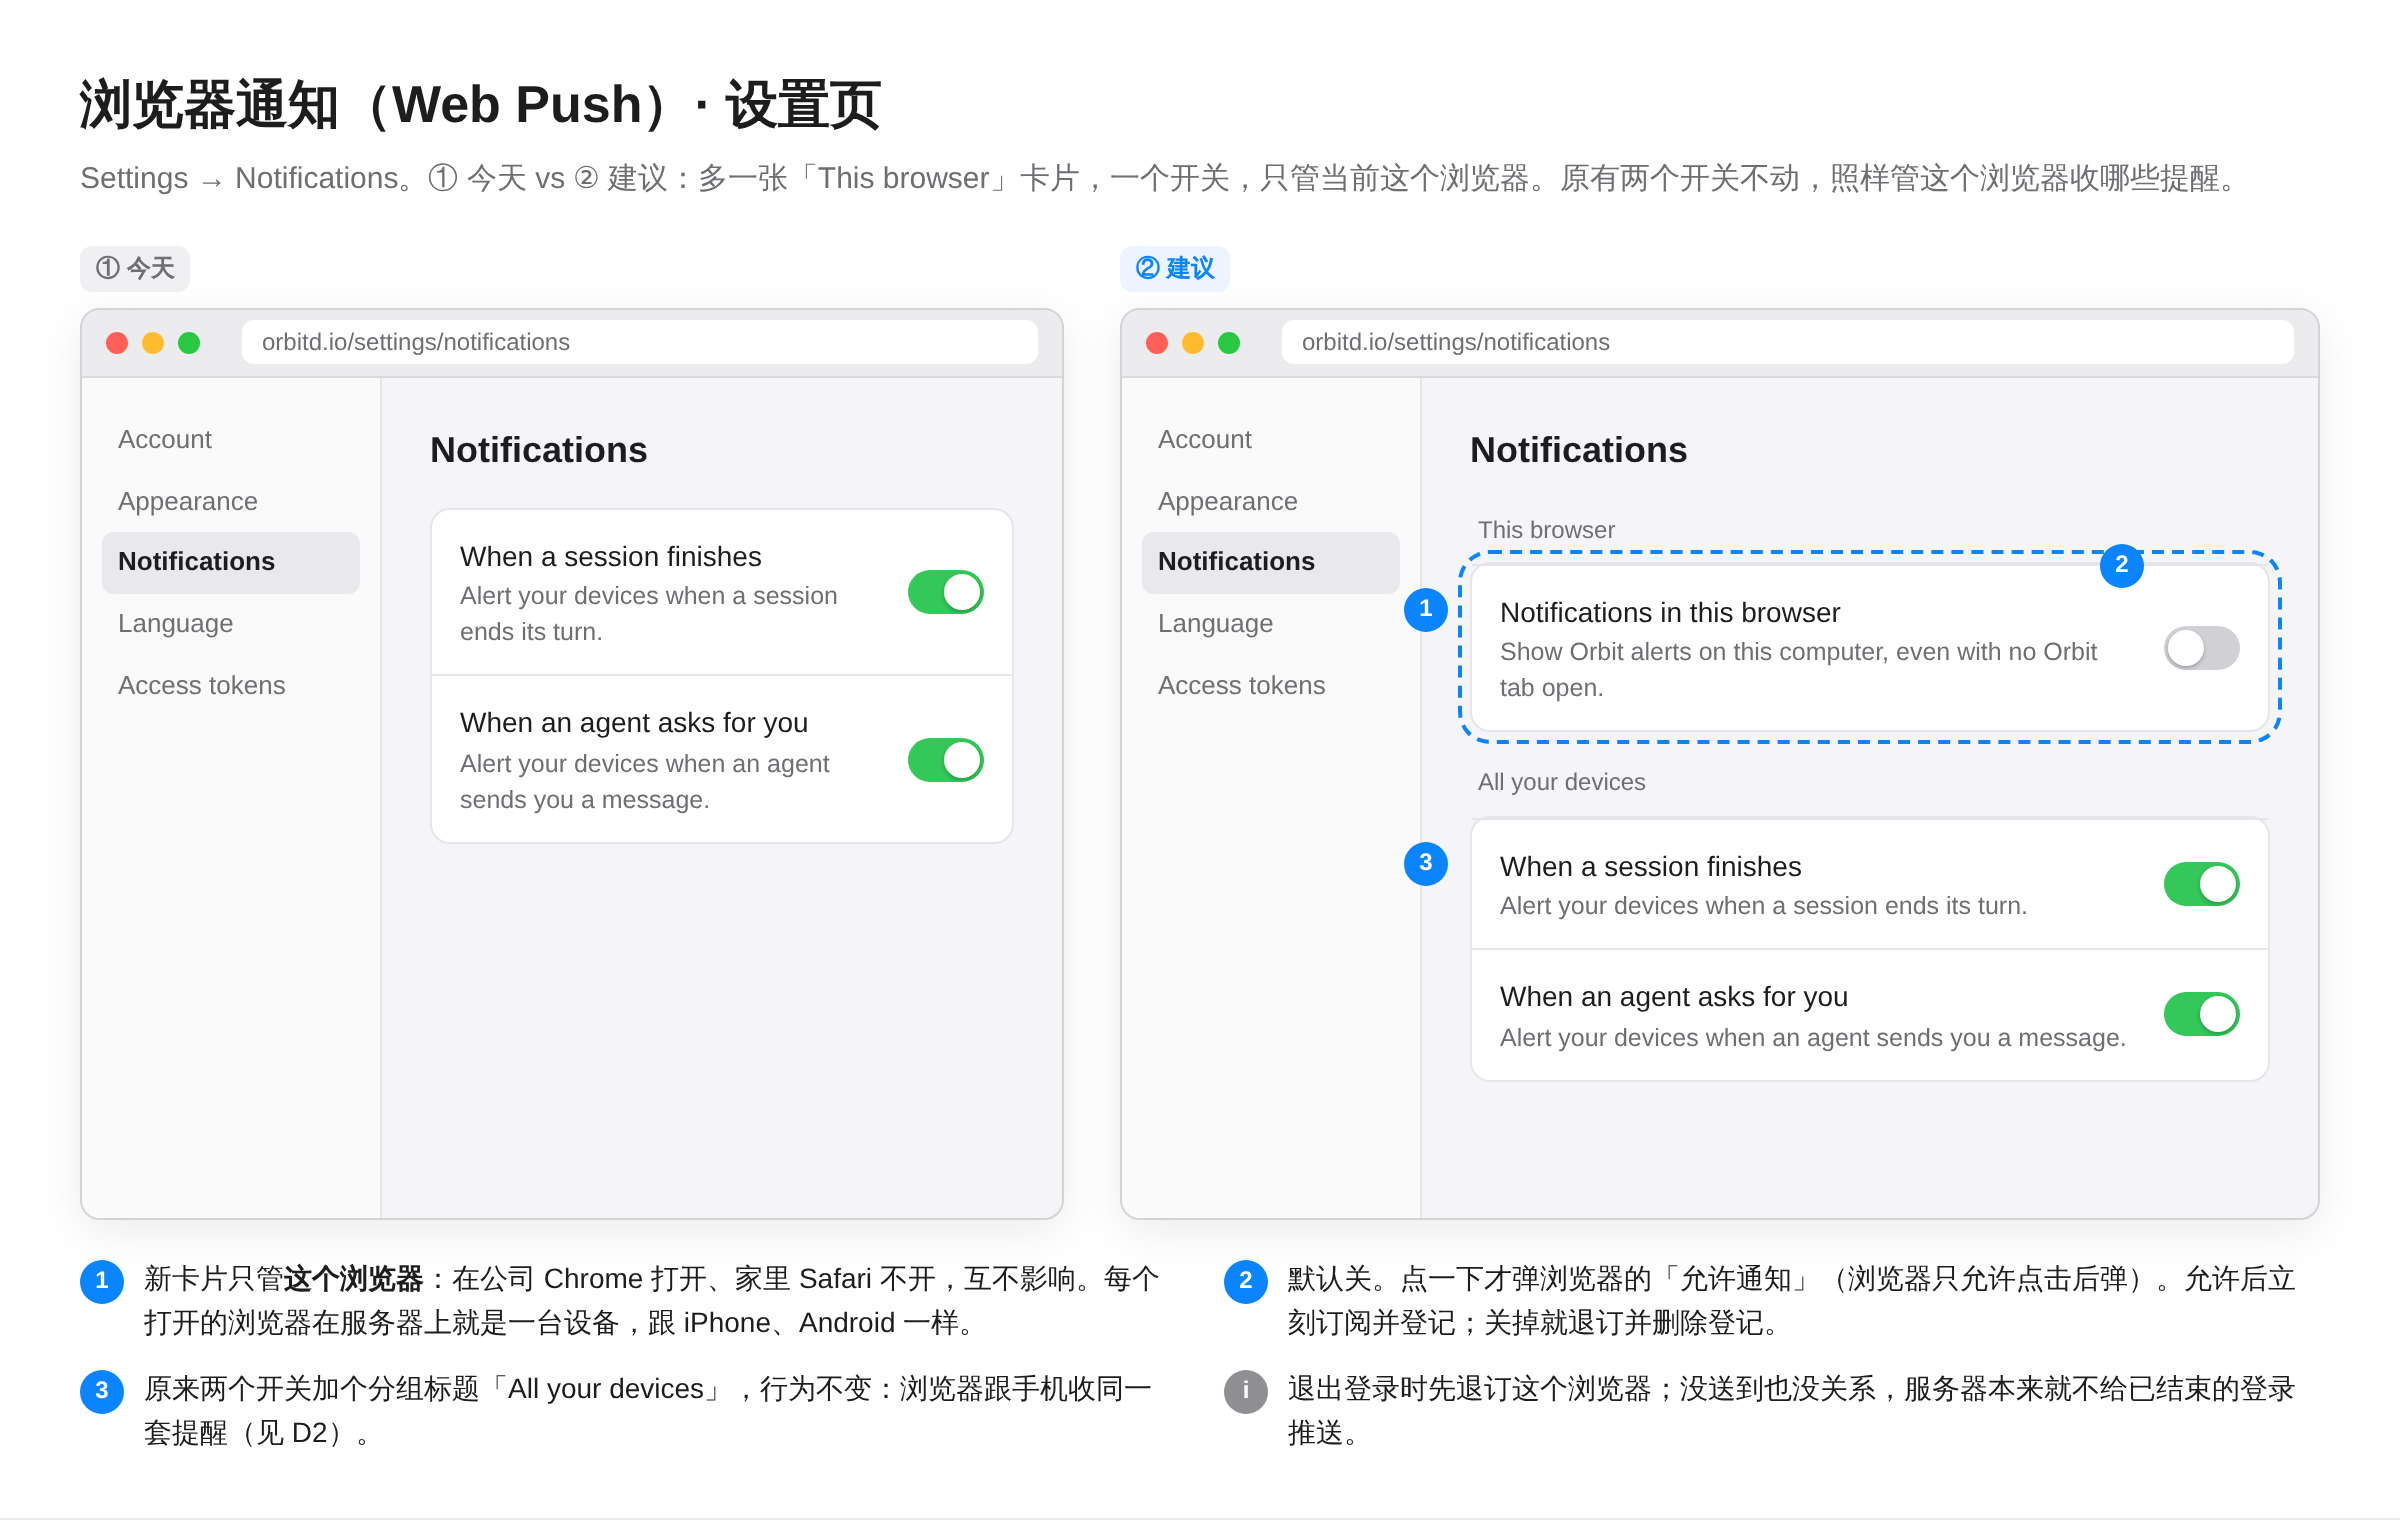 浏览器通知（Web Push）· 设置页
Settings → Notifications。① 今天 vs ② 建议：多一张「This browser」卡片，一个开关，只管当前这个浏览器。原有两个开关不动，照样管这个浏览器收哪些提醒。
① 今天
orbitd.io/settings/notifications
Account
Appearance
Notifications
Language
Access tokens
Notifications
When a session finishes
Alert your devices when a session
ends its turn.
When an agent asks for you
Alert your devices when an agent
sends you a message.
② 建议
orbitd.io/settings/notifications
Account
Appearance
Notifications
Language
Access tokens
Notifications
This browser
2
1
Notifications in this browser
Show Orbit alerts on this computer, even with no Orbit
tab open.
All your devices
3
When a session finishes
Alert your devices when a session ends its turn.
When an agent asks for you
Alert your devices when an agent sends you a message.
1 新卡片只管这个浏览器：在公司 Chrome 打开、家里 Safari 不开，互不影响。每个
打开的浏览器在服务器上就是一台设备，跟 iPhone、Android 一样。
2 默认关。点一下才弹浏览器的「允许通知」（浏览器只允许点击后弹）。允许后立
刻订阅并登记；关掉就退订并删除登记。
3 原来两个开关加个分组标题「All your devices」，行为不变：浏览器跟手机收同一
套提醒（见 D2）。
i 退出登录时先退订这个浏览器；没送到也没关系，服务器本来就不给已结束的登录
推送。